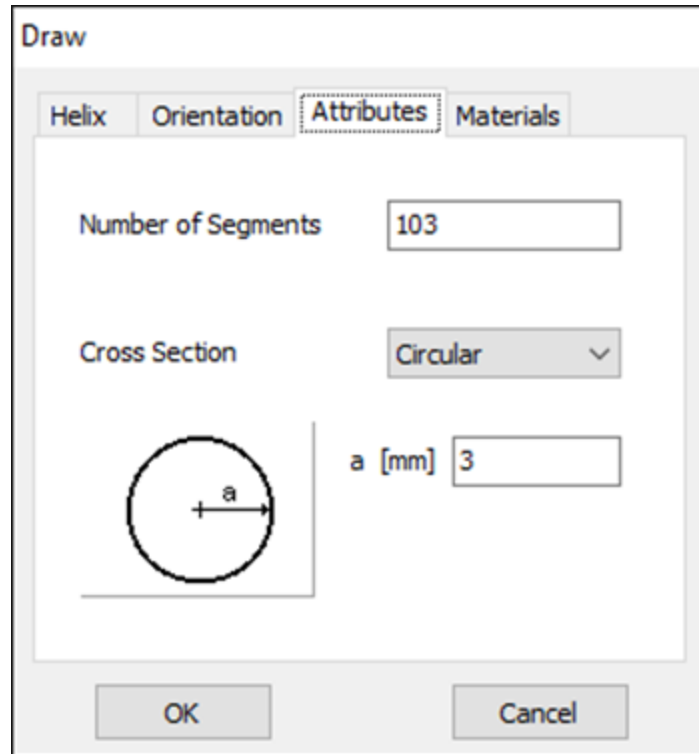 Draw
Helix Orientation Attributes Materials
Number of Segments 103
Cross Section Circular
a [mm] 3
a
OK Cancel